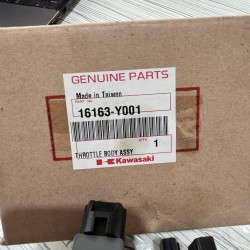 GENUINE PARTS
Made in Taiwan
PART NO.
16163-Y001
QTY
1
THROTTLE BODY ASSY
Kawasaki